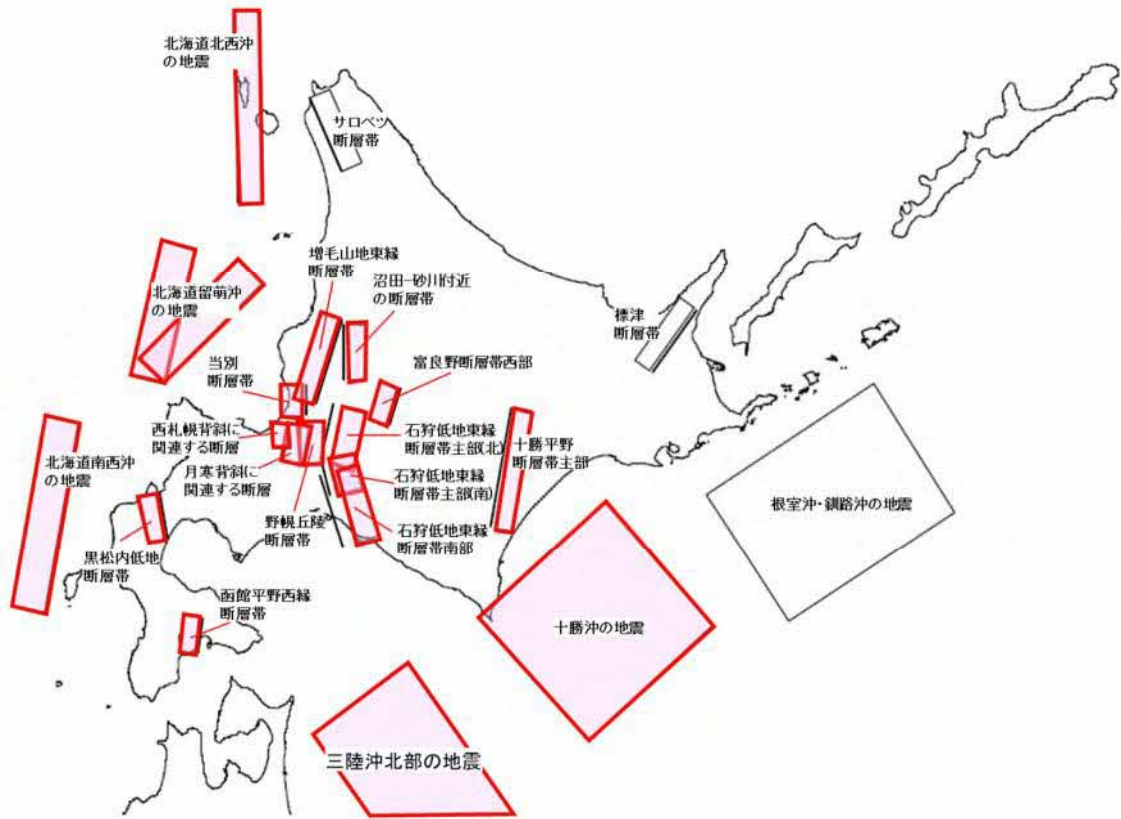 北海道北西沖
の地震
サロベツ
断層帯
増毛山地東縁
断層帯
沼田−砂川付近
の断層帯
北海道留萌沖
の地震
標津
断層帯
当別
断層帯
富良野断層帯西部
西札幌背斜に
関連する断層
石狩低地東縁
断層帯主部(北)
十勝平野
断層帯主部
北海道南西沖
の地震
月寒背斜に
関連する断層
石狩低地東縁
断層帯主部(南)
根室沖・釧路沖の地震
野幌丘陵
断層帯
石狩低地東縁
断層帯南部
黒松内低地
断層帯
函館平野西縁
断層帯
十勝沖の地震
三陸沖北部の地震